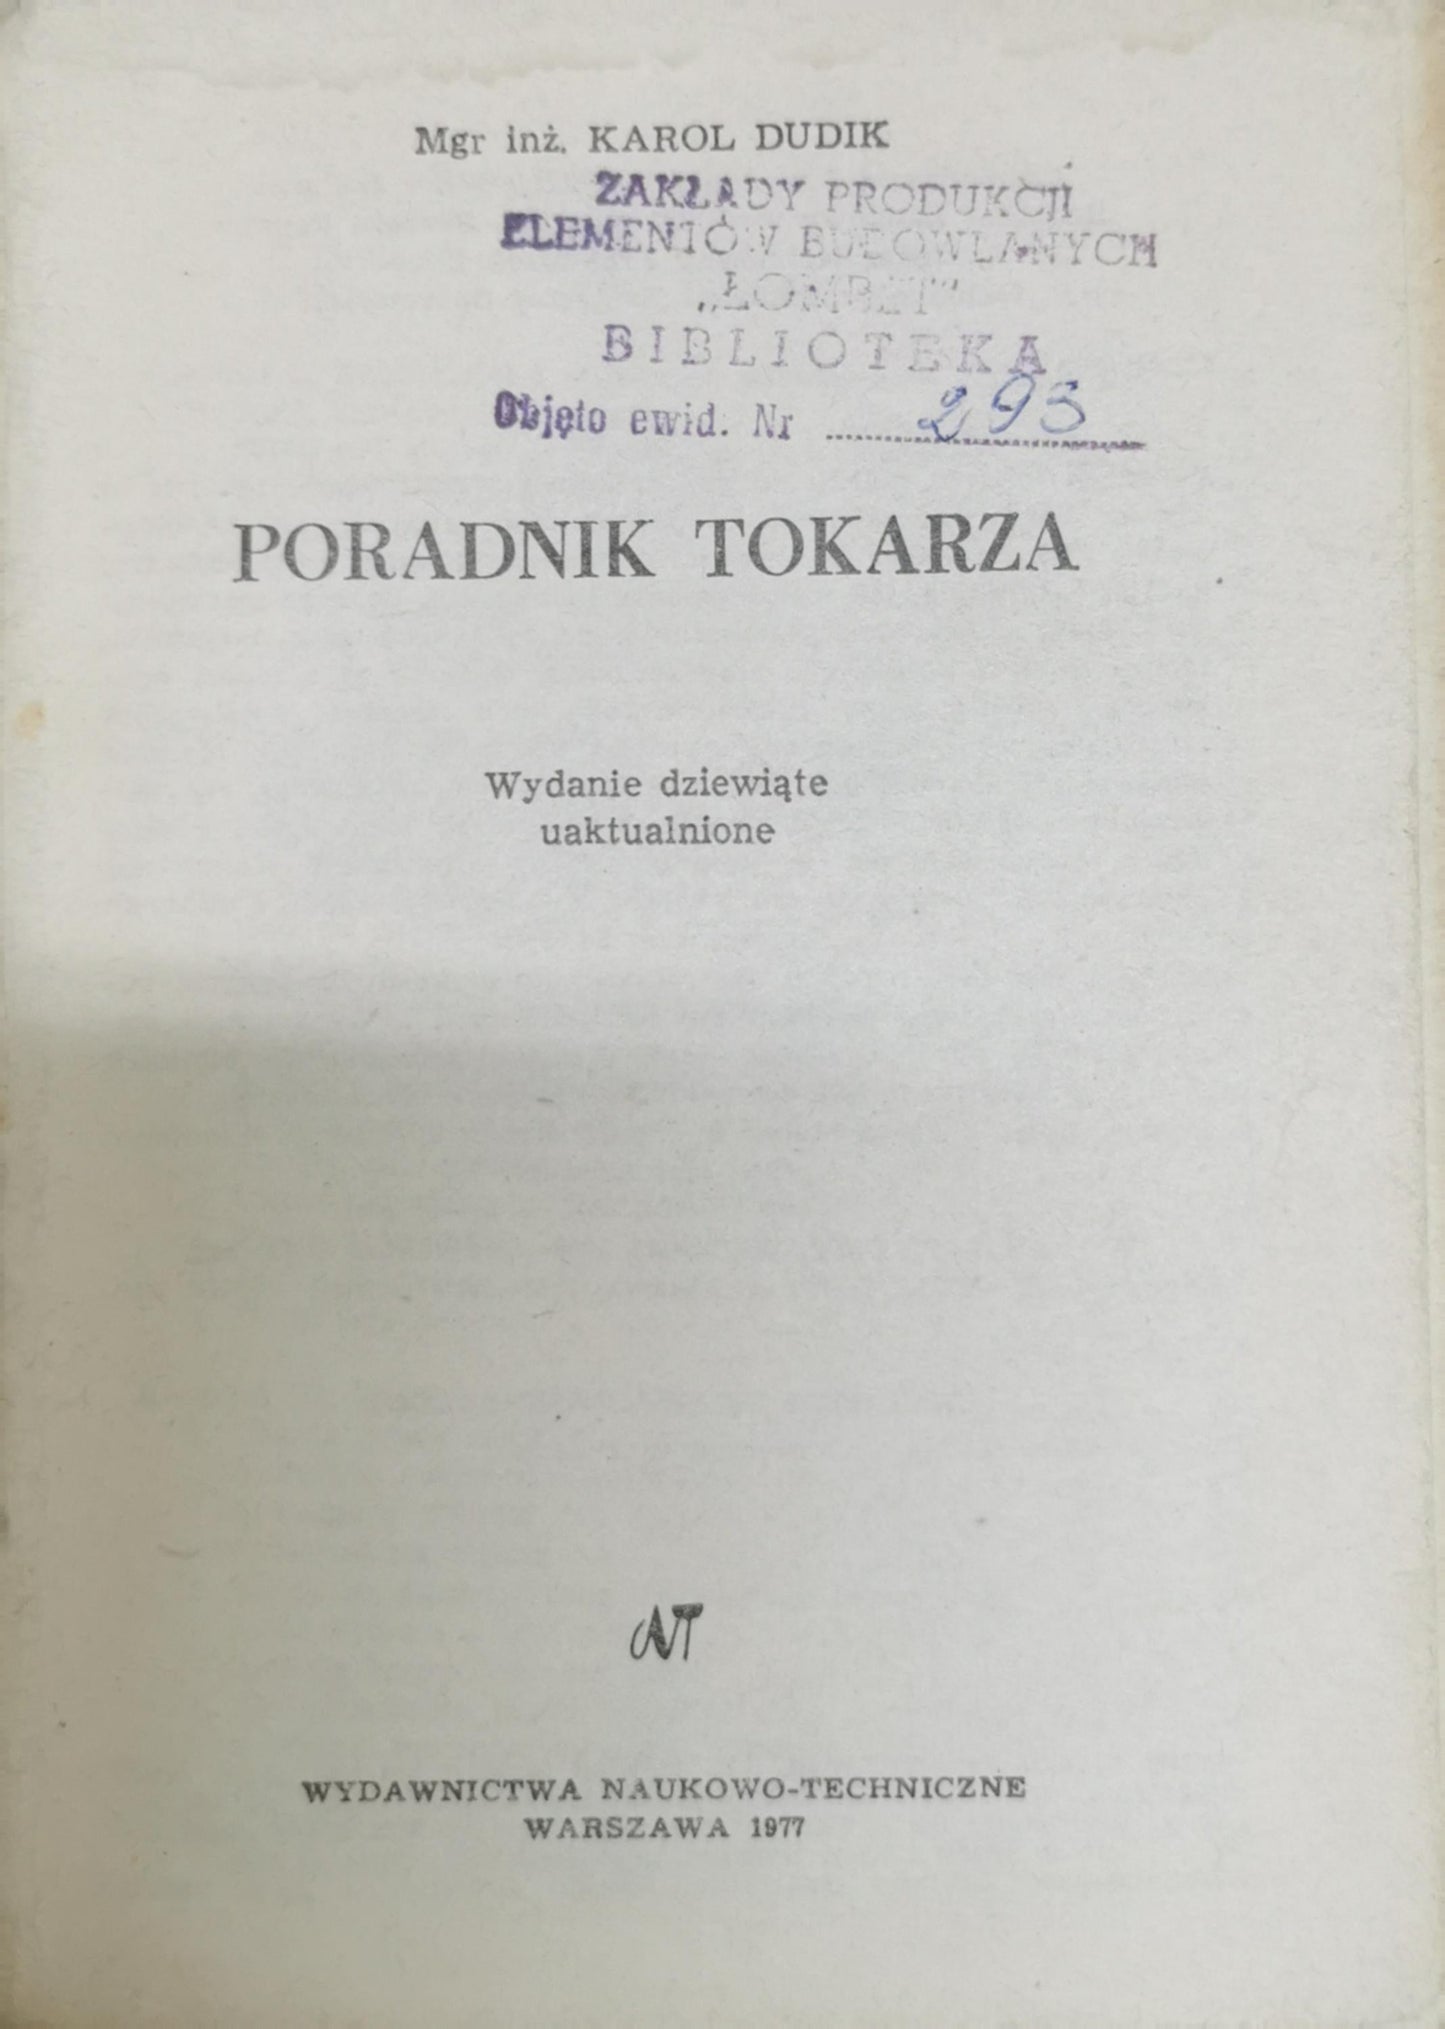 Mgr inż. KAROL DUDIK
ZAKŁADY PRODUKCJI
ELEMENTÓW BUDOWLANYCH
„ŁOMBET"
BIBLIOTEKA
Objęto ewid. Nr 293
PORADNIK TOKARZA
Wydanie dziewiąte
uaktualnione
WYDAWNICTWA NAUKOWO-TECHNICZNE
WARSZAWA 1977